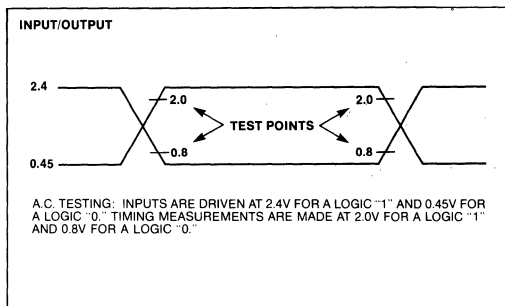 INPUT/OUTPUT
2.4
2.0
2.0
TEST POINTS
0.8
0.8
0.45
A.C. TESTING: INPUTS ARE DRIVEN AT 2.4V FOR A LOGIC "1" AND 0.45V FOR
A LOGIC "0." TIMING MEASUREMENTS ARE MADE AT 2.0V FOR A LOGIC "1"
AND 0.8V FOR A LOGIC "0."